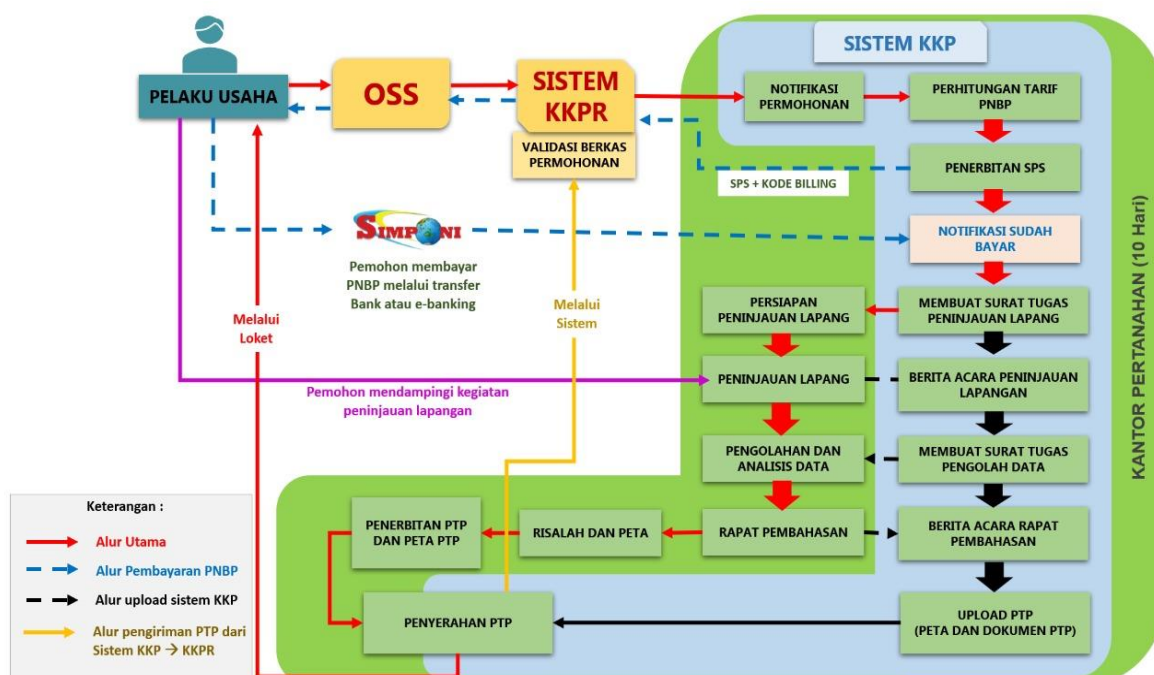 SISTEM KKP
PELAKU USAHA
OSS
SISTEM
KKPR
VALIDASI BERKAS
PERMOHONAN
NOTIFIKASI
PERMOHONAN
PERHITUNGAN TARIF
PNBP
PENERBITAN SPS
SPS + KODE BILLING
NOTIFIKASI SUDAH
BAYAR
SIMPONI
Pemohon membayar
PNBP melalui transfer
Bank atau e-banking
Melalui
Loket
Melalui
Sistem
PERSIAPAN
PENINJAUAN LAPANG
MEMBUAT SURAT TUGAS
PENINJAUAN LAPANG
PENINJAUAN LAPANG
BERITA ACARA PENINJAUAN
LAPANGAN
Pemohon mendampingi kegiatan
peninjauan lapangan
PENGOLAHAN DAN
ANALISIS DATA
MEMBUAT SURAT TUGAS
PENGOLAH DATA
PENERBITAN PTP
DAN PETA PTP
RISALAH DAN PETA
RAPAT PEMBAHASAN
BERITA ACARA RAPAT
PEMBAHASAN
PENYERAHAN PTP
UPLOAD PTP
(PETA DAN DOKUMEN PTP)
KANTOR PERTANAHAN (10 Hari)
Keterangan :
Alur Utama
Alur Pembayaran PNBP
Alur upload sistem KKP
Alur pengiriman PTP dari
Sistem KKP → KKPR